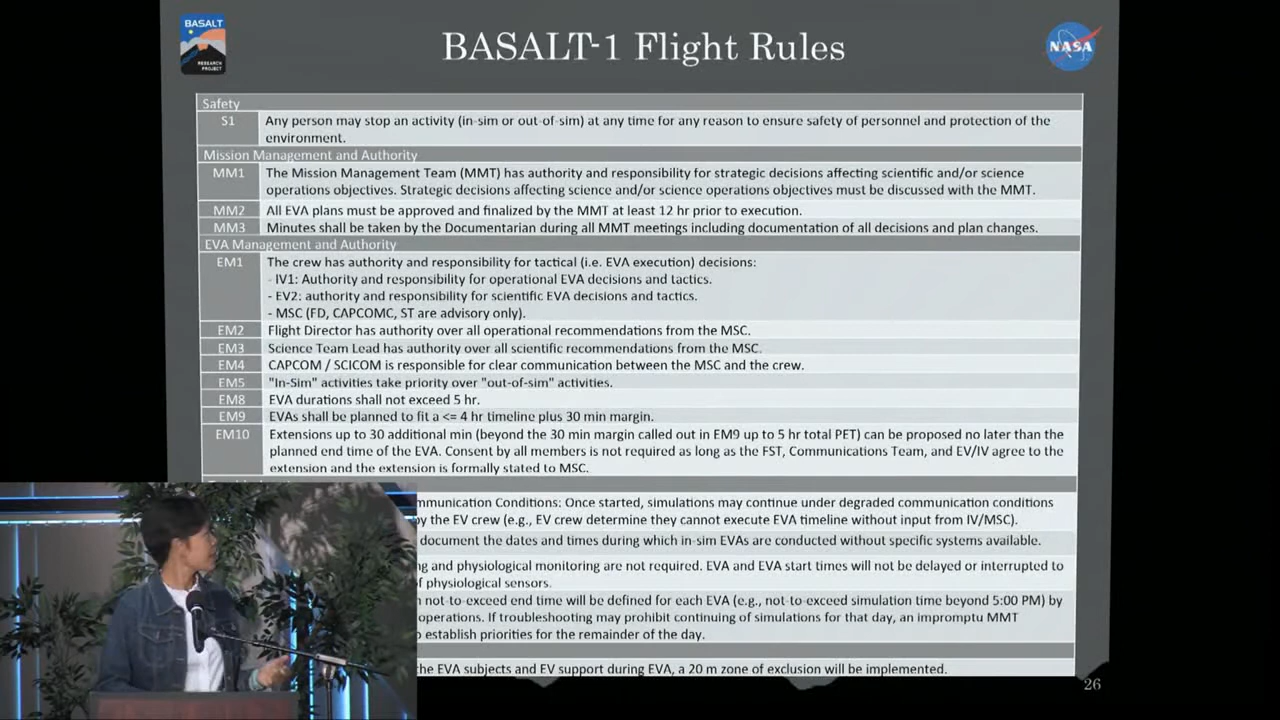 BASALT
RESEARCH
PROJECT
BASALT-1 Flight Rules
NASA
Safety
S1 Any person may stop an activity (in-sim or out-of-sim) at any time for any reason to ensure safety of personnel and protection of the
environment.
Mission Management and Authority
MM1 The Mission Management Team (MMT) has authority and responsibility for strategic decisions affecting scientific and/or science
operations objectives. Strategic decisions affecting science and/or science operations objectives must be discussed with the MMT.
MM2 All EVA plans must be approved and finalized by the MMT at least 12 hr prior to execution.
MM3 Minutes shall be taken by the Documentarian during all MMT meetings including documentation of all decisions and plan changes.
EVA Management and Authority
EM1 The crew has authority and responsibility for tactical (i.e. EVA execution) decisions:
- IV1: Authority and responsibility for operational EVA decisions and tactics.
- EV2: authority and responsibility for scientific EVA decisions and tactics.
- MSC (FD, CAPCOMC, ST are advisory only).
EM2 Flight Director has authority over all operational recommendations from the MSC.
EM3 Science Team Lead has authority over all scientific recommendations from the MSC.
EM4 CAPCOM / SCICOM is responsible for clear communication between the MSC and the crew.
EM5 "In-Sim" activities take priority over "out-of-sim" activities.
EM8 EVA durations shall not exceed 5 hr.
EM9 EVAs shall be planned to fit a <= 4 hr timeline plus 30 min margin.
EM10 Extensions up to 30 additional min (beyond the 30 min margin called out in EM9 up to 5 hr total PET) can be proposed no later than the
planned end time of the EVA. Consent by all members is not required as long as the FST, Communications Team, and EV/IV agree to the
extension and the extension is formally stated to MSC.
mmunication Conditions: Once started, simulations may continue under degraded communication conditions
by the EV crew (e.g., EV crew determine they cannot execute EVA timeline without input from IV/MSC).
document the dates and times during which in-sim EVAs are conducted without specific systems available.
ng and physiological monitoring are not required. EVA and EVA start times will not be delayed or interrupted to
f physiological sensors.
not-to-exceed end time will be defined for each EVA (e.g., not-to-exceed simulation time beyond 5:00 PM) by
operations. If troubleshooting may prohibit continuing of simulations for that day, an impromptu MMT
establish priorities for the remainder of the day.
he EVA subjects and EV support during EVA, a 20 m zone of exclusion will be implemented.
26